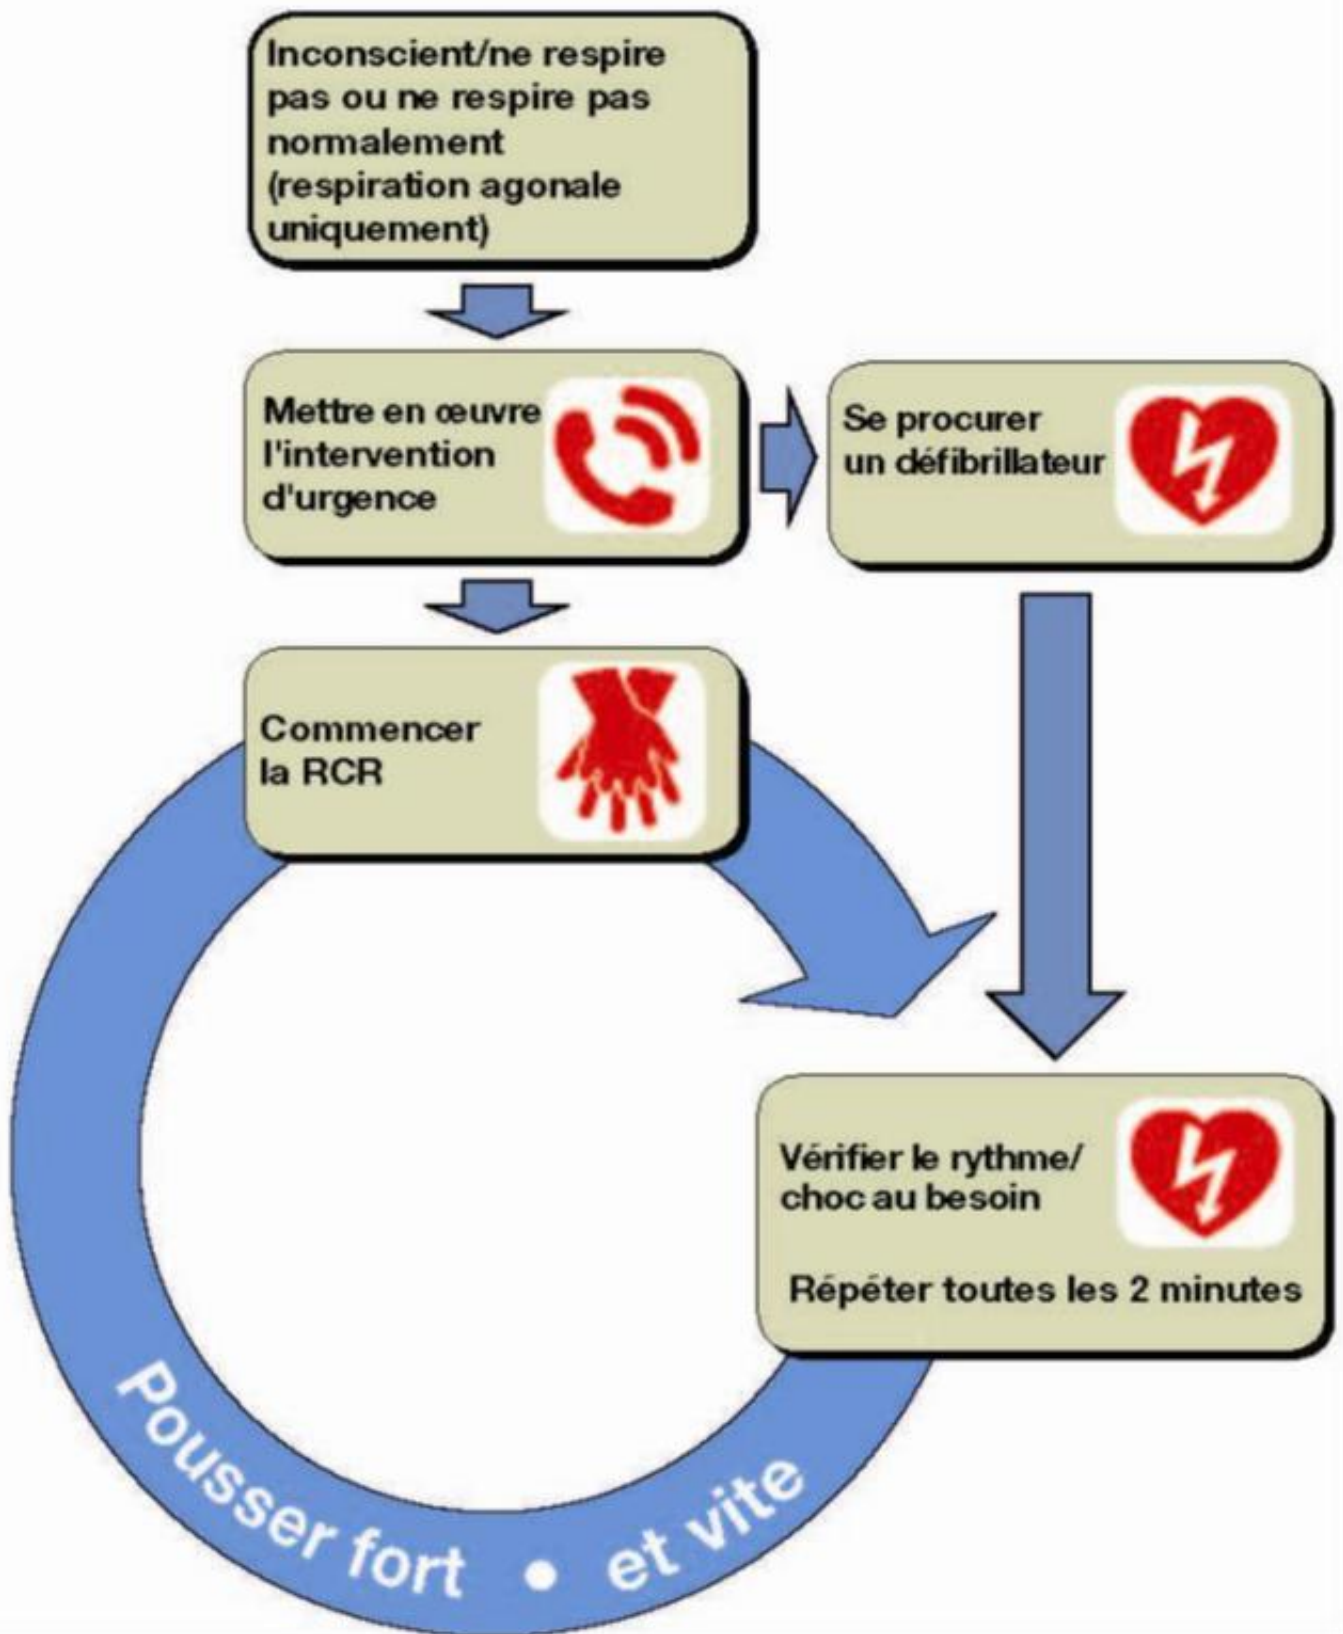 Inconscient/ne respire
pas ou ne respire pas
normalement
(respiration agonale
uniquement)
Mettre en œuvre
l'intervention
d'urgence
Se procurer
un défibrillateur
Commencer
la RCR
Vérifier le rythme/
choc au besoin
Répéter toutes les 2 minutes
Pousser fort • et vite